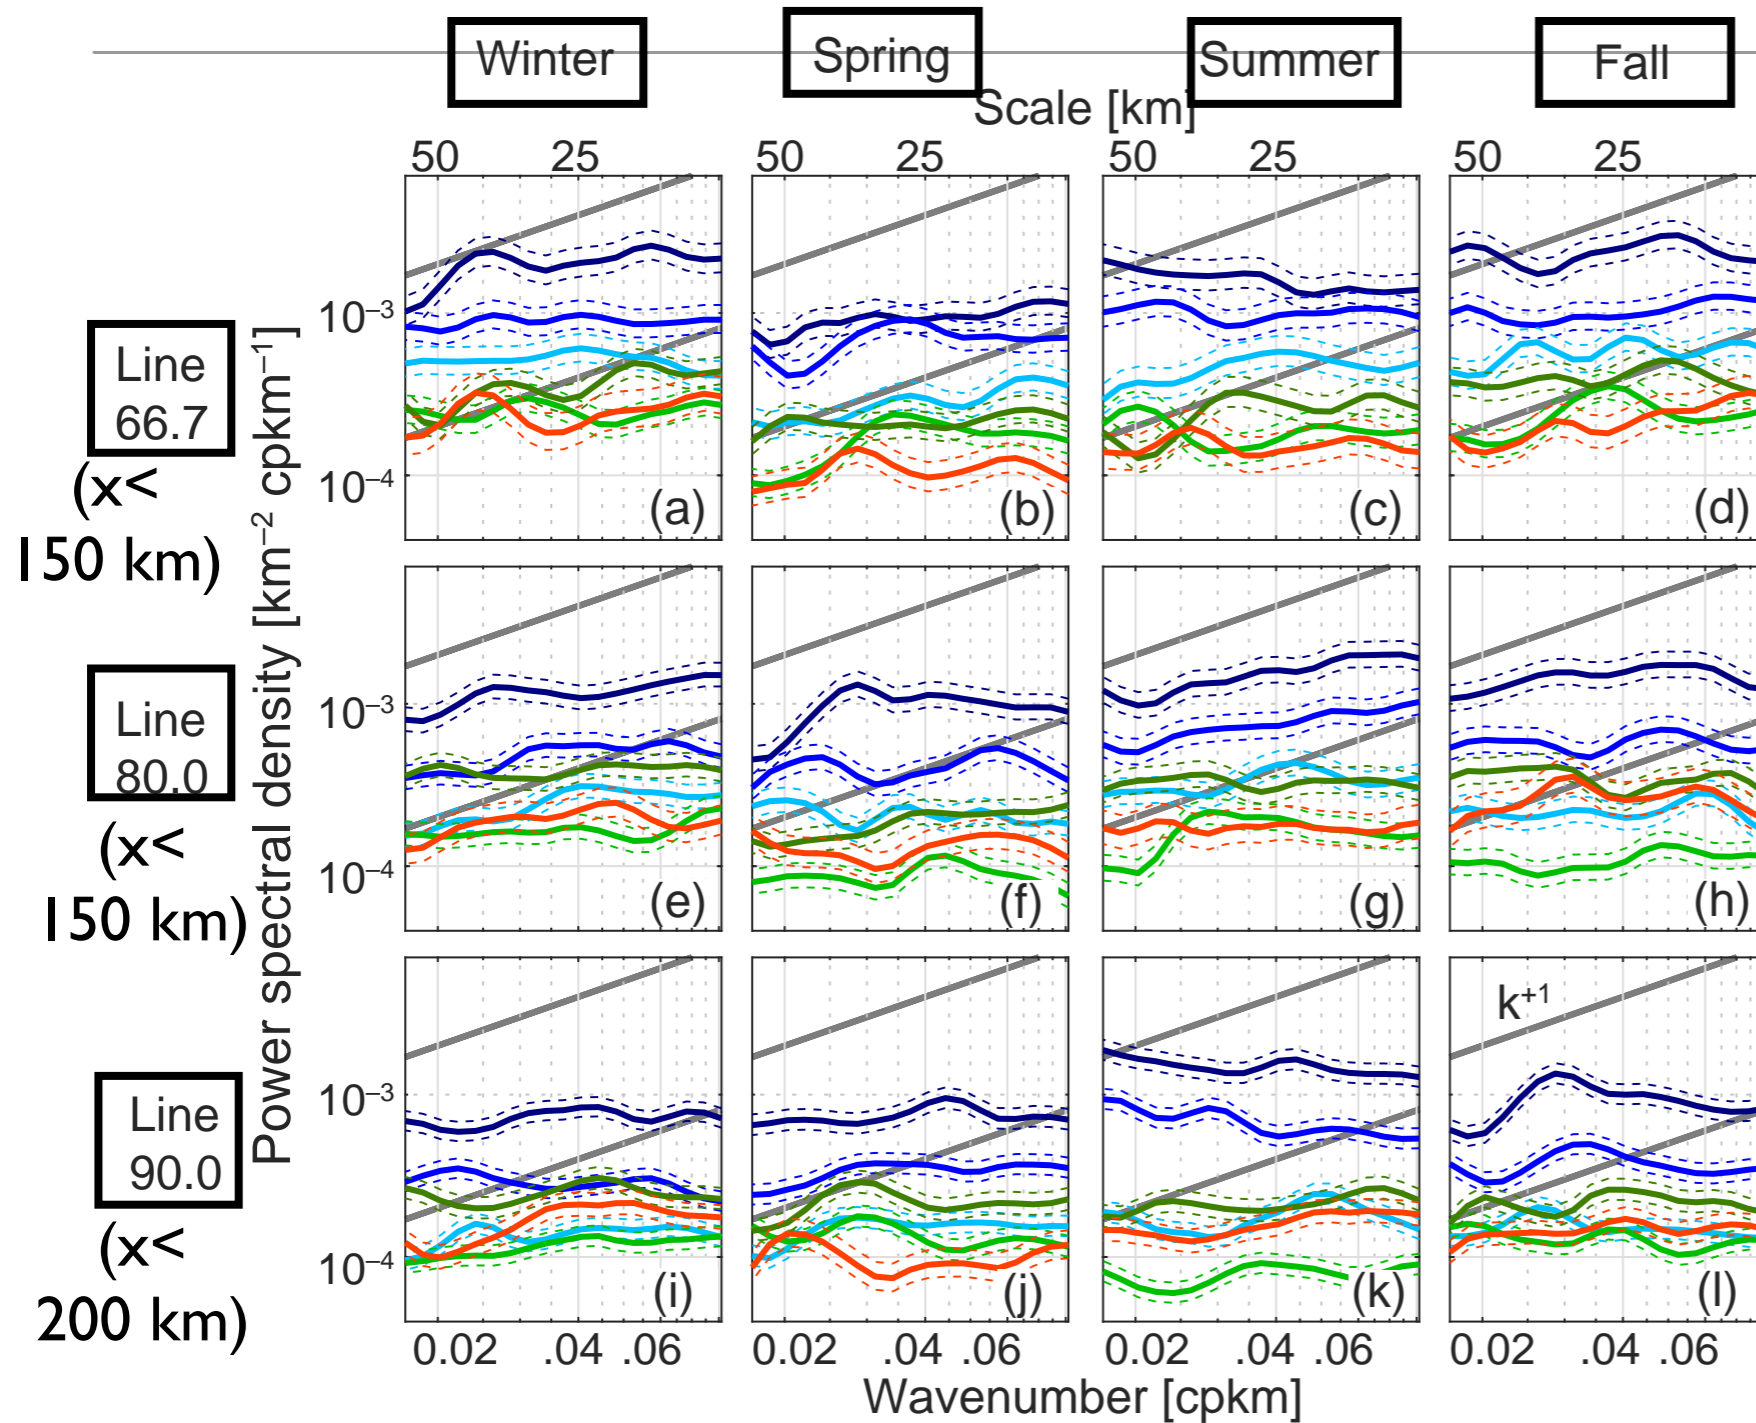 Winter Spring Summer Fall
Scale [km]
50 25 50 25 50 25 50 25
Power spectral density [km⁻² cpkm⁻¹]
Line
66.7
(x<
150 km)
10⁻³
10⁻⁴
(a) (b) (c) (d)
Line
80.0
(x<
150 km)
10⁻³
10⁻⁴
(e) (f) (g) (h)
Line
90.0
(x<
200 km)
10⁻³
10⁻⁴
k⁺¹
(i) (j) (k) (l)
0.02 .04 .06 0.02 .04 .06 0.02 .04 .06 0.02 .04 .06
Wavenumber [cpkm]